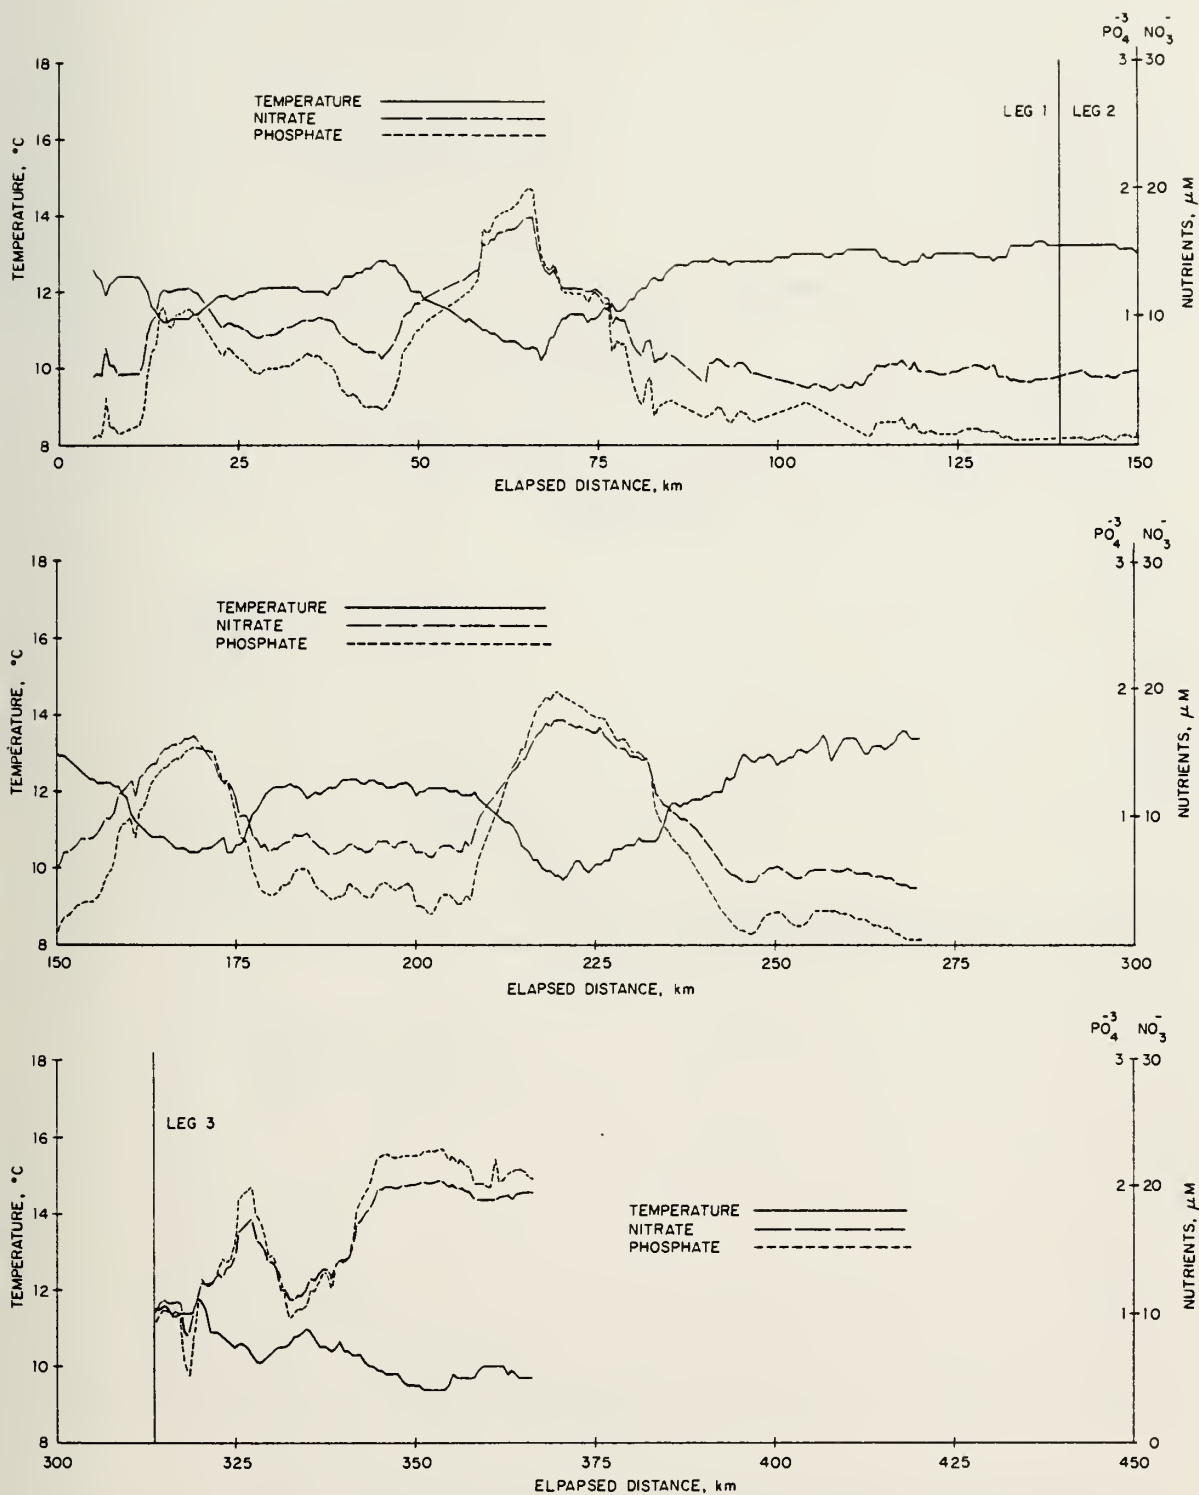 PO₄⁻³ NO₃⁻
18
16
14
12
10
8
TEMPERATURE, °C
TEMPERATURE
NITRATE
PHOSPHATE
LEG 1
LEG 2
3 30
2 20
1 10
NUTRIENTS, µM
0 25 50 75 100 125 150
ELAPSED DISTANCE, km
PO₄⁻³ NO₃⁻
18
16
14
12
10
8
TEMPERATURE, °C
TEMPERATURE
NITRATE
PHOSPHATE
3 30
2 20
1 10
NUTRIENTS, µM
150 175 200 225 250 275 300
ELAPSED DISTANCE, km
PO₄⁻³ NO₃⁻
18
16
14
12
10
8
TEMPERATURE, °C
LEG 3
TEMPERATURE
NITRATE
PHOSPHATE
3 30
2 20
1 10
0
NUTRIENTS, µM
300 325 350 375 400 425 450
ELPAPSED DISTANCE, km